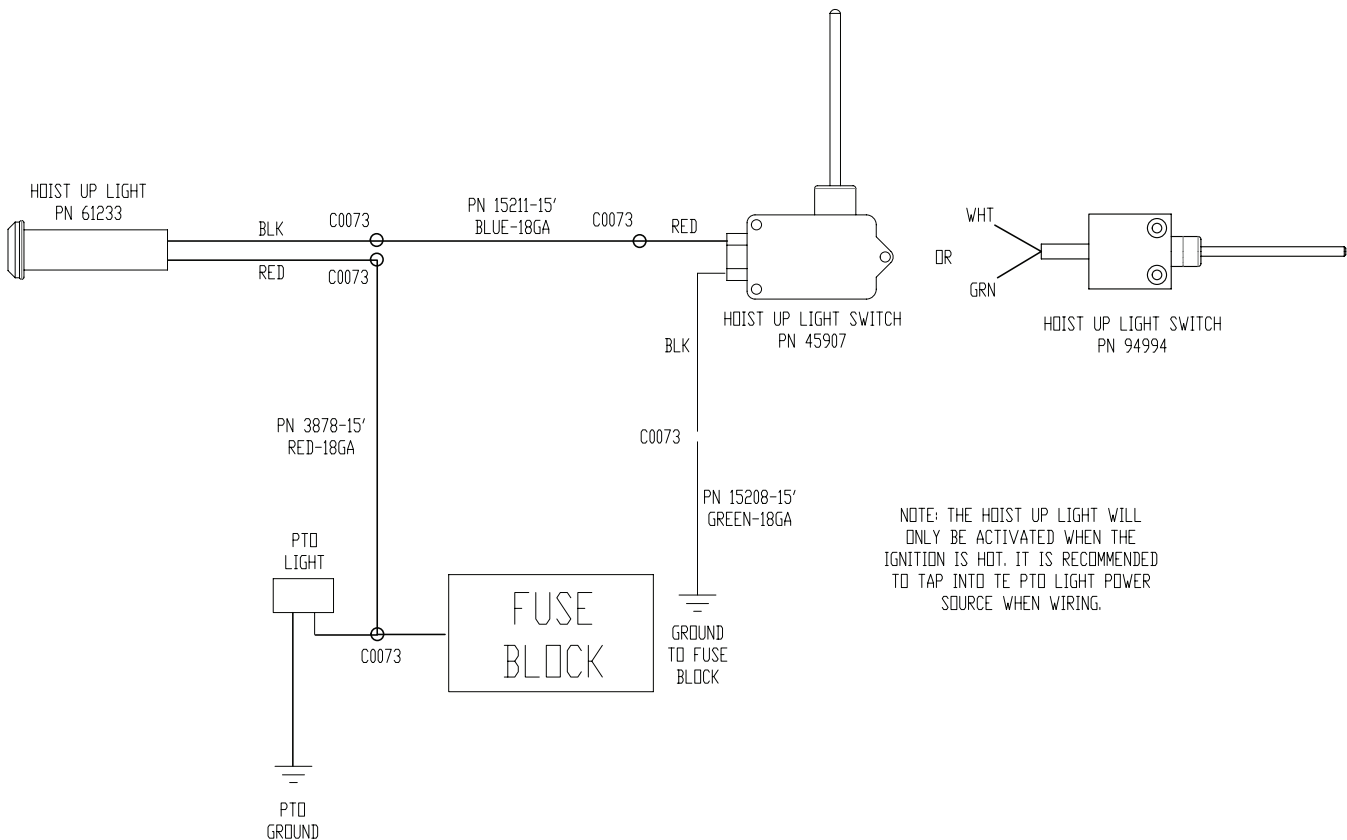 HOIST UP LIGHT
PN 61233
BLK
RED
C0073
C0073
PN 15211-15'
BLUE-18GA
C0073
RED
HOIST UP LIGHT SWITCH
PN 45907
OR
WHT
GRN
HOIST UP LIGHT SWITCH
PN 94994
BLK
C0073
PN 15208-15'
GREEN-18GA
PN 3878-15'
RED-18GA
PTO
LIGHT
C0073
FUSE
BLOCK
GROUND
TO FUSE
BLOCK
PTO
GROUND
NOTE: THE HOIST UP LIGHT WILL
ONLY BE ACTIVATED WHEN THE
IGNITION IS HOT. IT IS RECOMMENDED
TO TAP INTO TE PTO LIGHT POWER
SOURCE WHEN WIRING.